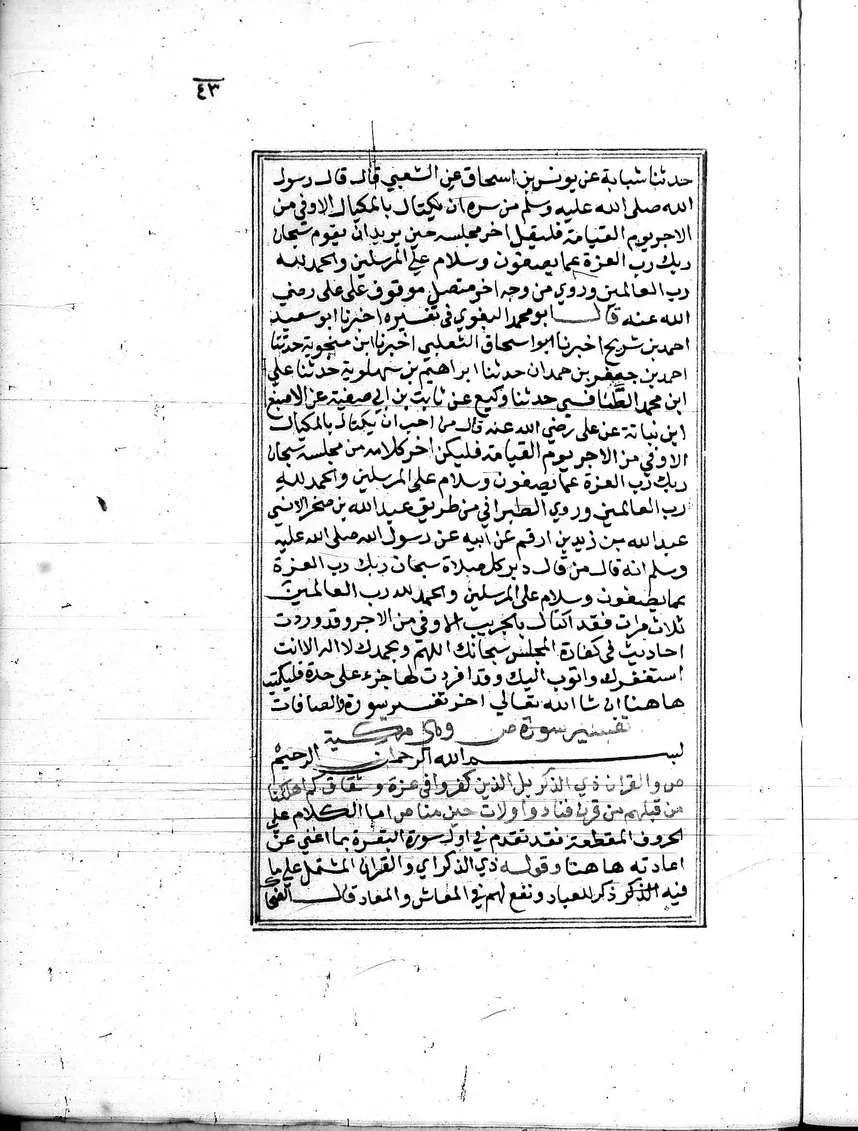 ٤٣
حدثنا شبابة عن يونس بن اسحاق عن الشعبي قال قال رسول
الله صلى الله عليه وسلم من سره ان يكتال بالمكيال الاوفي من
الاجر يوم القيامة فليقل اخر مجلسه حين يريد ان يقوم سبحان
ربك رب العزة عما يصفون وسلام علي المرسلين والحمد لله
رب العالمين وروي من وجه اخر متصل موقوف على على رضي
الله عنه قال ابو محمد البغوي في تفسيره اخبرنا ابو سعيد
احمد بن شريح اخبرنا ابو اسحاق الثعلبي اخبرنا ابن منجوية حدثنا
احمد بن جعفر بن حمدان حدثنا ابراهيم بن سهلوية حدثنا علي
ابن محمد الطنافسي حدثنا وكيع عن ثابت بن ابي صفية عن الاصبغ
ابن نباتة عن على رضي الله عنه قال من احب ان يكتال بالمكيال
الاوفي من الاجر يوم القيامة فليكن اخر كلامه من مجلسه سبحان
ربك رب العزة عما يصفون وسلام على المرسلين والحمد لله
رب العالمين وروي الطبراني من طريق عبد الله بن صخر الانسي
عبد الله بن زيد بن ارقم عن ابيه عن رسول الله صلى الله عليه
وسلم انه قال من قال دبر كل صلاة سبحان ربك رب العزة
عما يصفون وسلام على المرسلين والحمد لله رب العالمين
ثلاث مرات فقد اكتال بالجريب الاوفي من الاجر وقد وردت
احاديث في كفارة المجلس سبحانك اللهم وبحمدك لا اله الا انت
استغفرك واتوب اليك وقد افردت لها جزء على حدة فليكتب
هاهنا ان شا الله تعالي اخر تفسير سورة والصافات
تفسير سورة ص وهي مكية
بسم الله الرحمان الرحيم
ص والقران ذي الذكر بل الذين كفروا في عزة وشقاق كم اهلكنا
من قبلهم من قرن فنادوا ولات حين مناص اما الكلام على
الحروف المقطعة فقد تقدم في اول سورة البقرة بما اغني عن
اعادته هاهنا وقوله ذي الذكر اي والقران المشتمل على ما
فيه الذكر ذكر للعباد ونفع لهم في المعاش والمعاد قال الضحاك